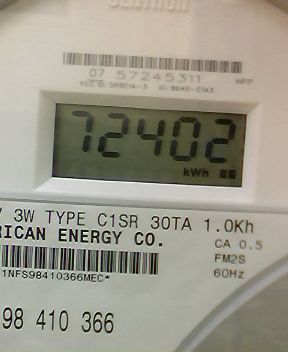 CENTRON
07 57245311
72402
kWh
V 3W TYPE C1SR 30TA 1.0Kh
RICAN ENERGY CO.
CA 0.5
FM2S
1NFS98410366MEC*
60Hz
98 410 366